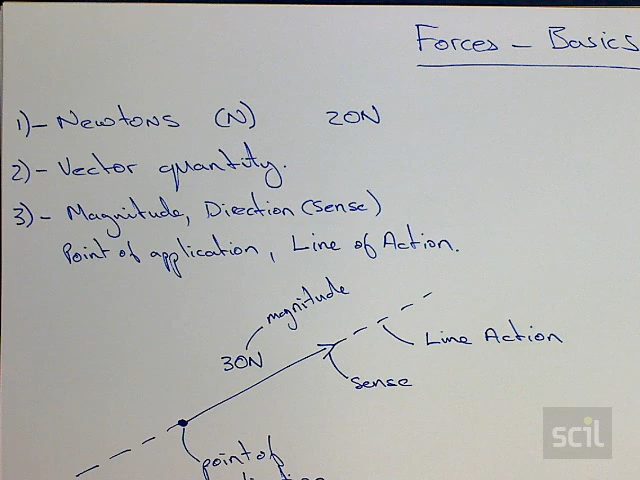 Forces - Basics
1)- Newtons (N) 20N
2)- Vector quantity.
3)- Magnitude, Direction (sense)
Point of application, Line of Action.
magnitude
30N
Line Action
sense
point of
scil